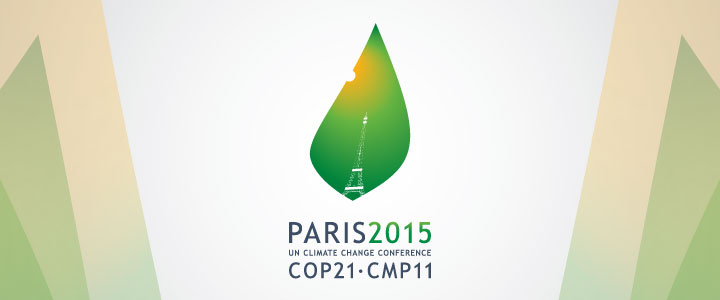 PARIS2015
UN CLIMATE CHANGE CONFERENCE
COP21·CMP11